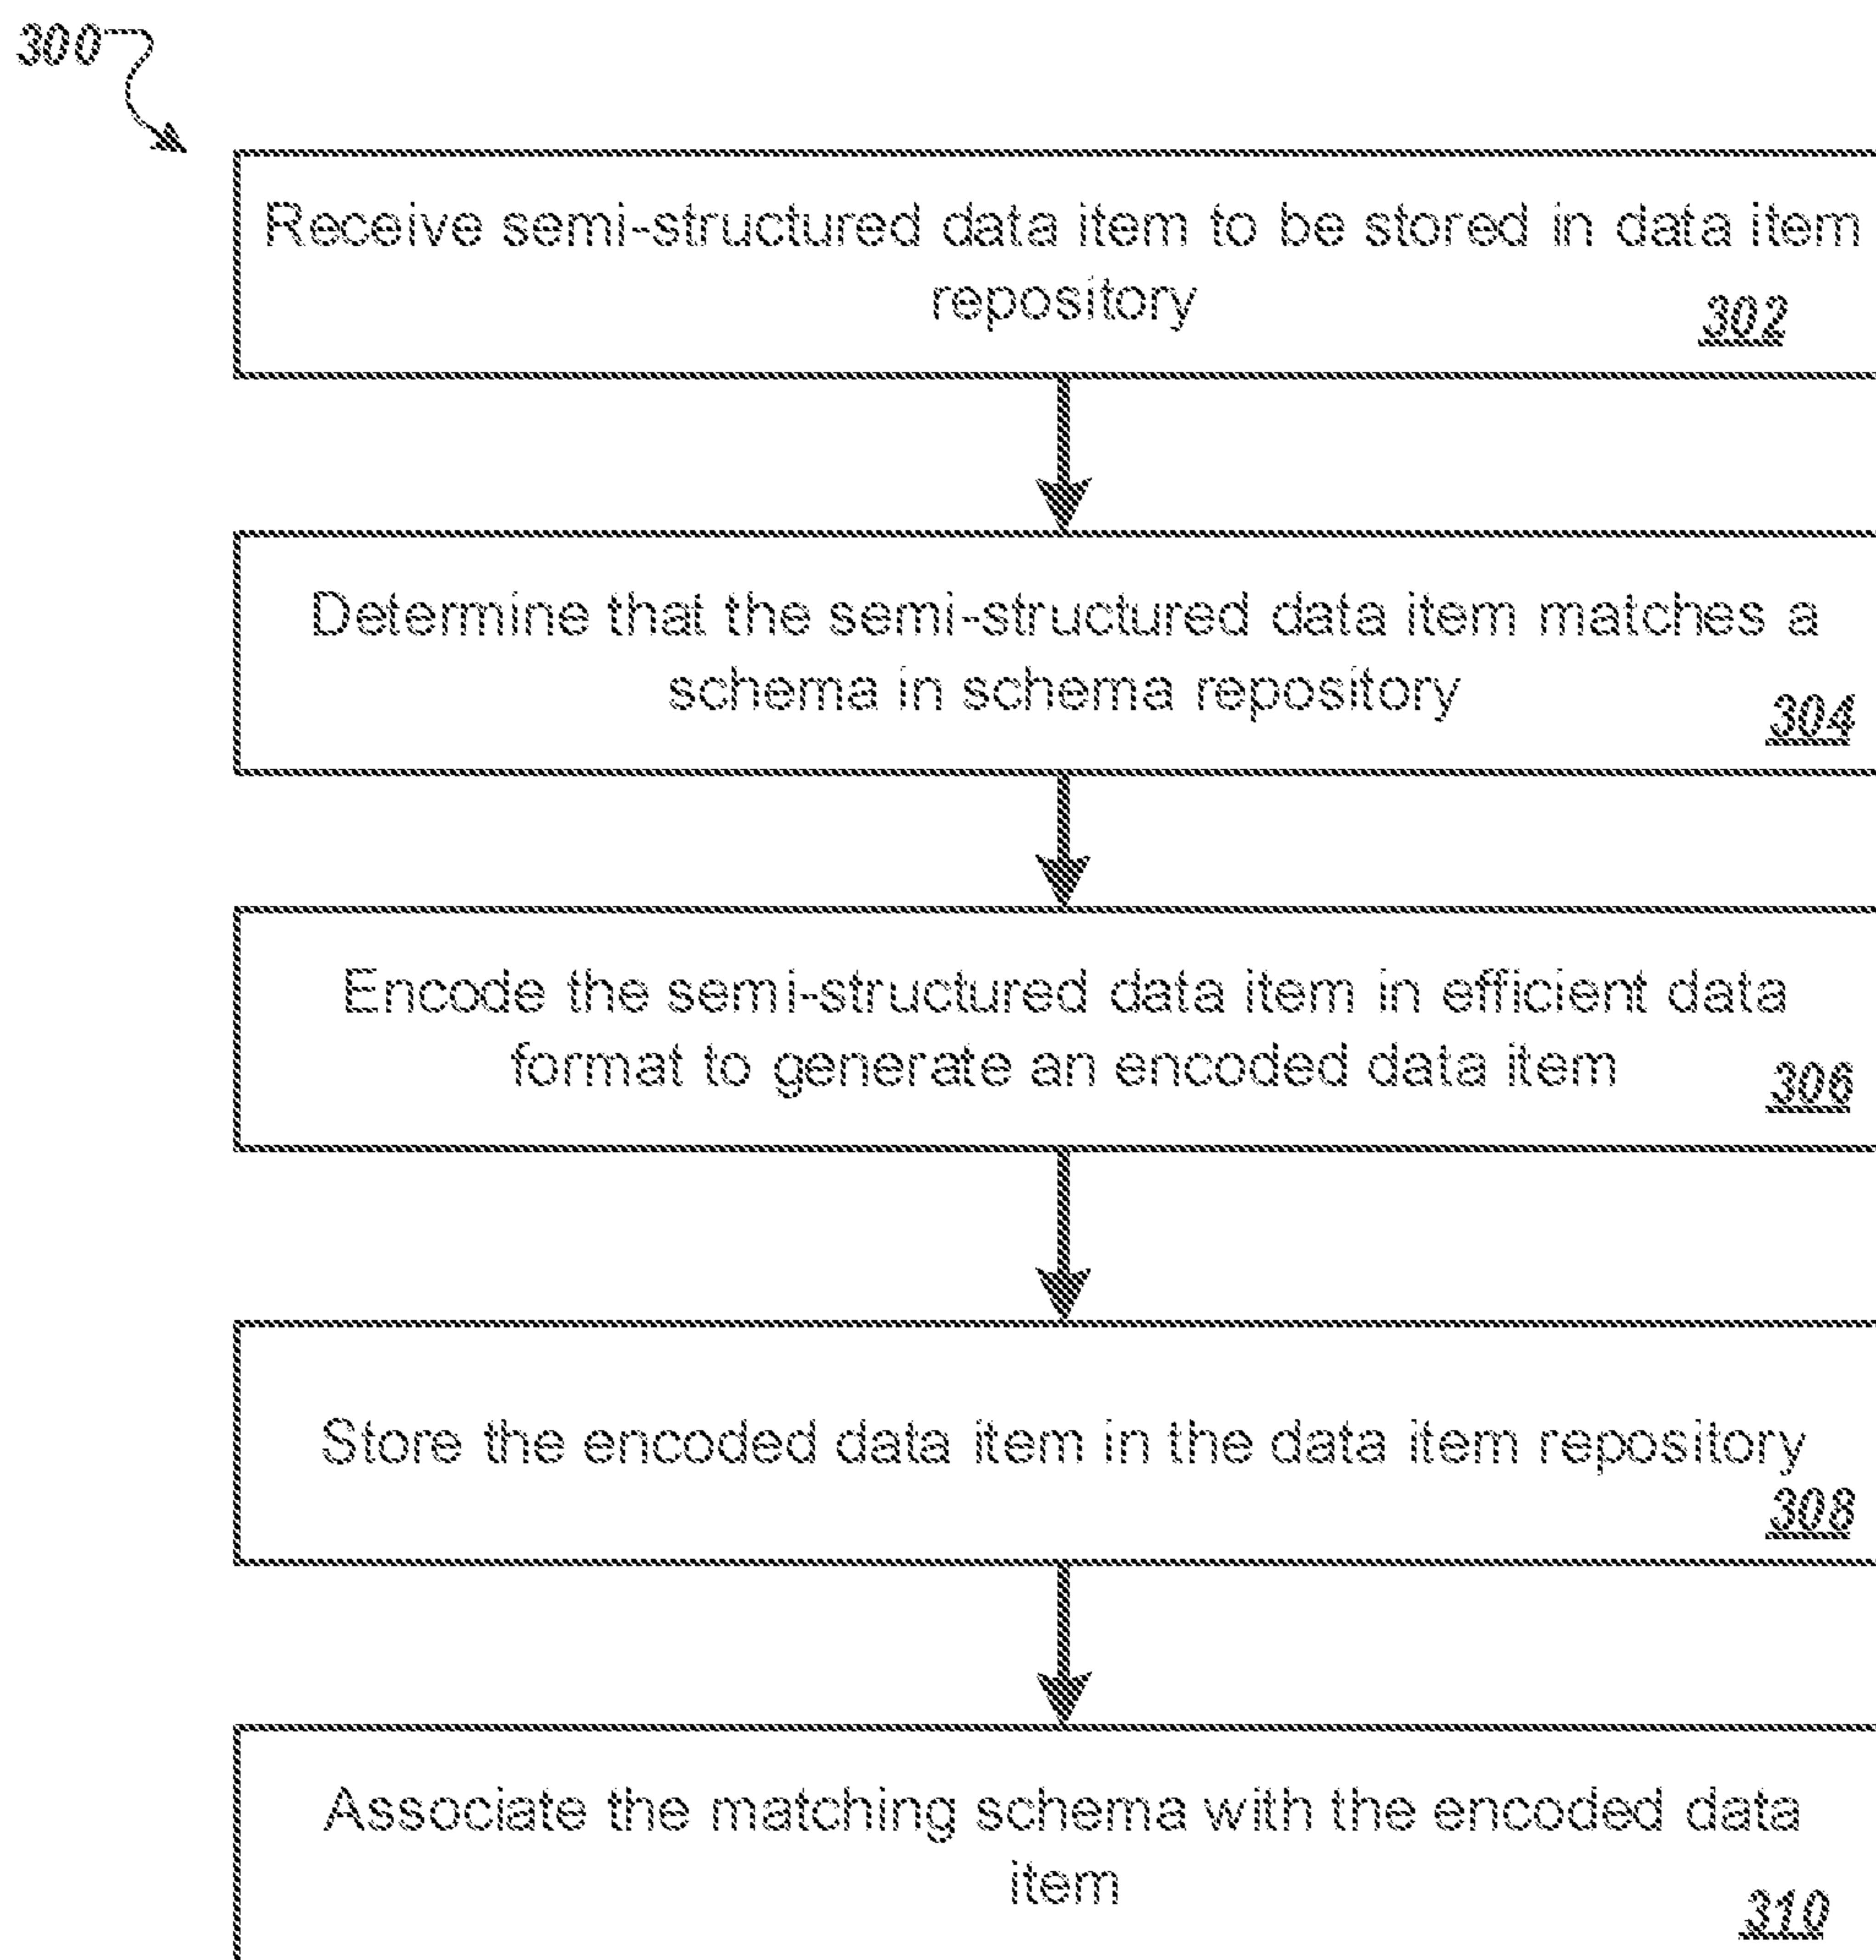 300
Receive semi-structured data item to be stored in data item
repository
302
Determine that the semi-structured data item matches a
schema in schema repository
304
Encode the semi-structured data item in efficient data
format to generate an encoded data item
306
Store the encoded data item in the data item repository
308
Associate the matching schema with the encoded data
item
310